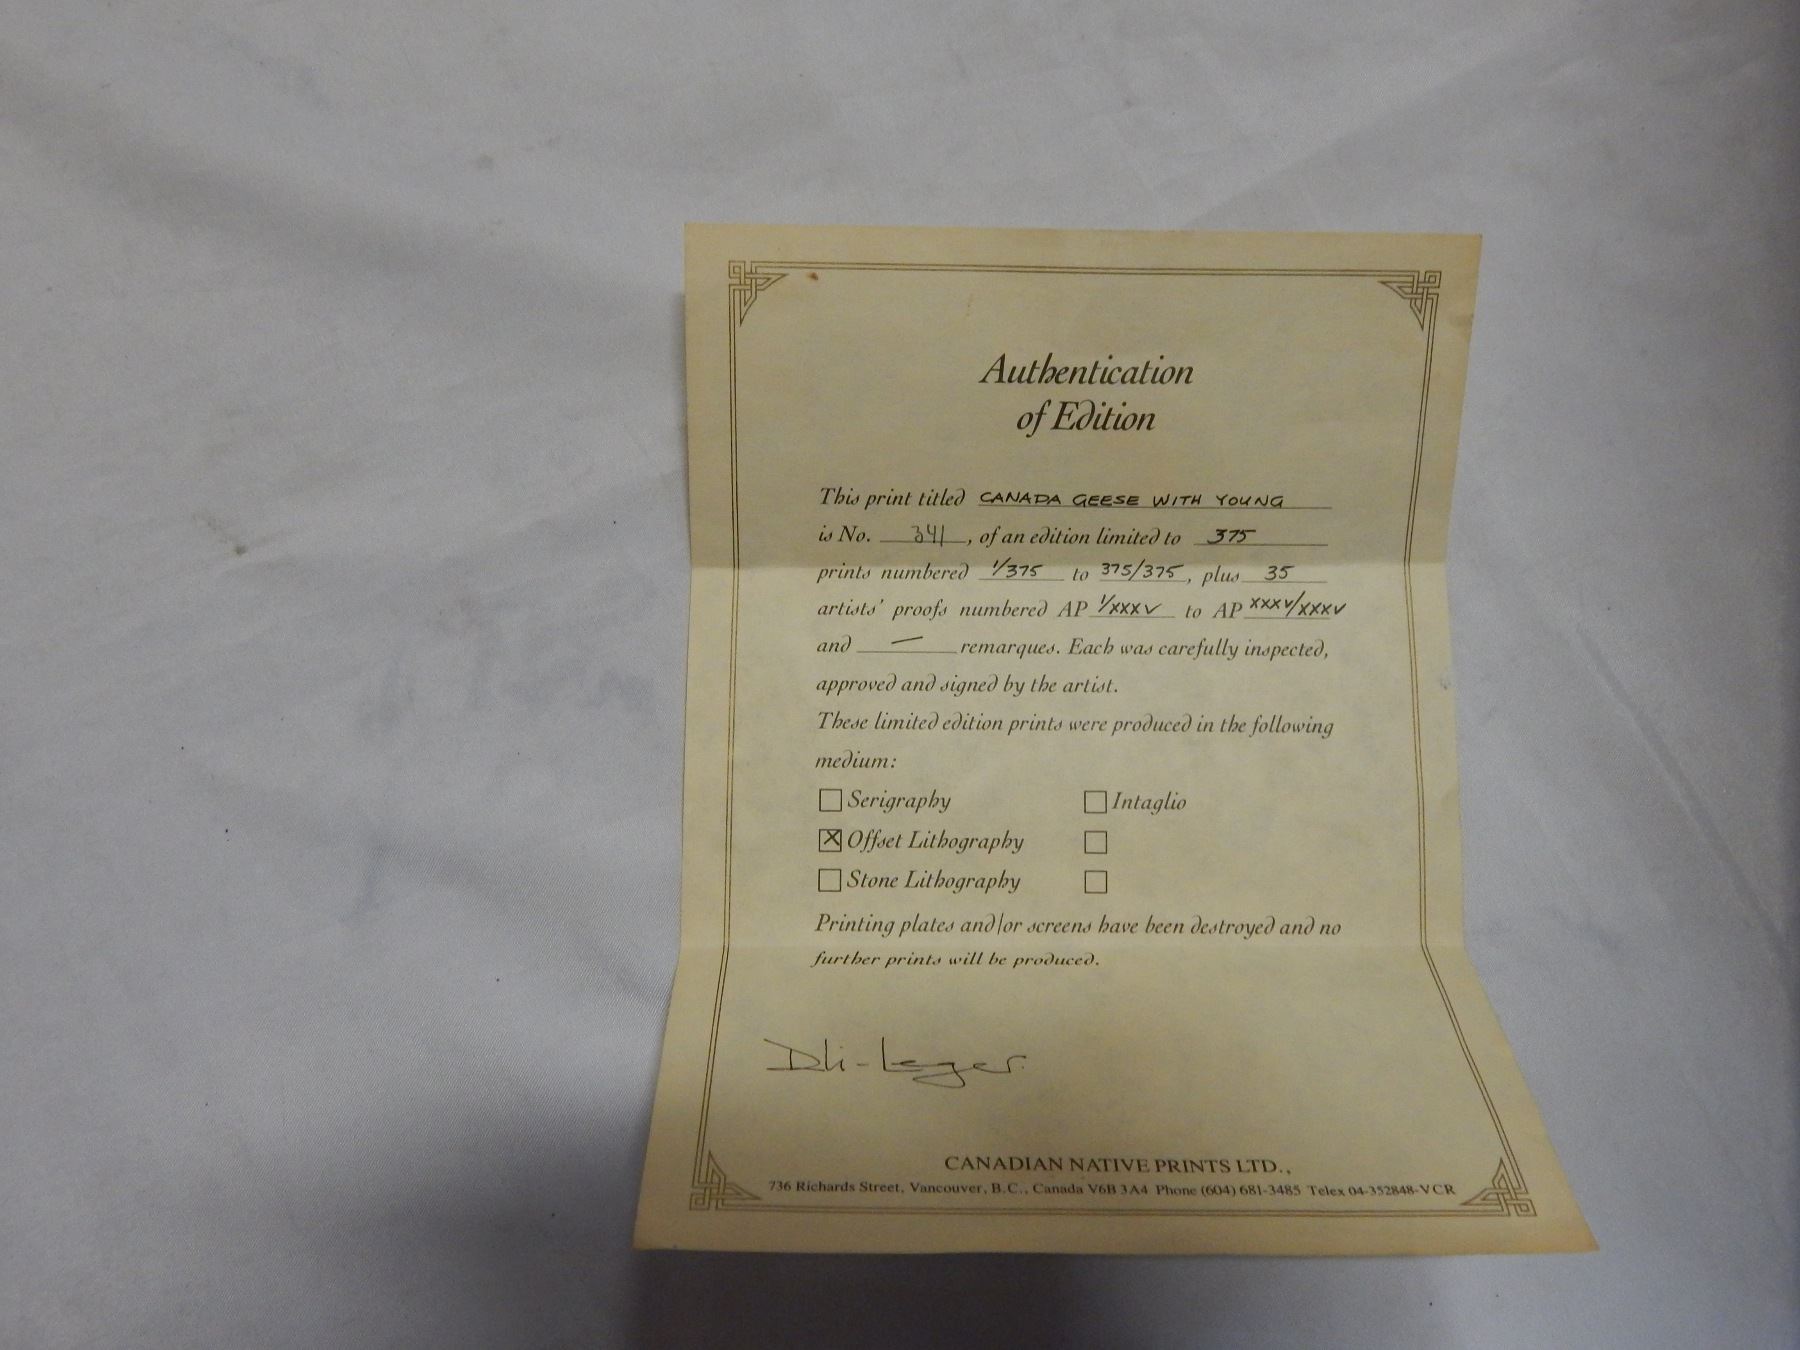 Authentication
of Edition
This print titled CANADA GEESE WITH YOUNG
is No. 341, of an edition limited to 375
prints numbered 1/375 to 375/375, plus 35
artists' proofs numbered AP 1/XXXV to AP XXXV/XXXV
and — remarques. Each was carefully inspected,
approved and signed by the artist.
These limited edition prints were produced in the following
medium:
Serigraphy Intaglio
X Offset Lithography
Stone Lithography
Printing plates and/or screens have been destroyed and no
further prints will be produced.
CANADIAN NATIVE PRINTS LTD.,
736 Richards Street, Vancouver, B.C., Canada V6B 3A4 Phone (604) 681-3485 Telex 04-352848-VCR